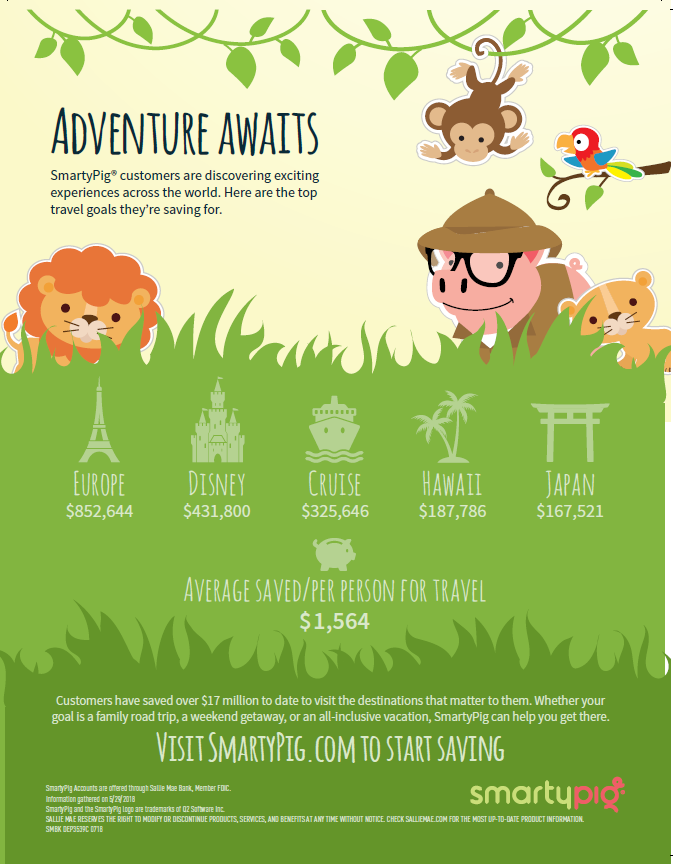 ADVENTURE AWAITS
SmartyPig® customers are discovering exciting
experiences across the world. Here are the top
travel goals they're saving for.
EUROPE DISNEY CRUISE HAWAII JAPAN
$852,644 $431,800 $325,646 $187,786 $167,521
AVERAGE SAVED/PER PERSON FOR TRAVEL
$1,564
Customers have saved over $17 million to date to visit the destinations that matter to them. Whether your
goal is a family road trip, a weekend getaway, or an all-inclusive vacation, SmartyPig can help you get there.
VISIT SMARTYPIG.COM TO START SAVING
SmartyPig Accounts are offered through Sallie Mae Bank, Member FDIC.
Information gathered on 6/29/2018
SmartyPig and the SmartyPig Logo are trademarks of Q2 Software Inc.
SALLIE MAE RESERVES THE RIGHT TO MODIFY OR DISCONTINUE PRODUCTS, SERVICES, AND BENEFITS AT ANY TIME WITHOUT NOTICE. CHECK SALLIEMAE.COM FOR THE MOST UP-TO-DATE PRODUCT INFORMATION.
SMBK DEP3539C 0718
smartypig